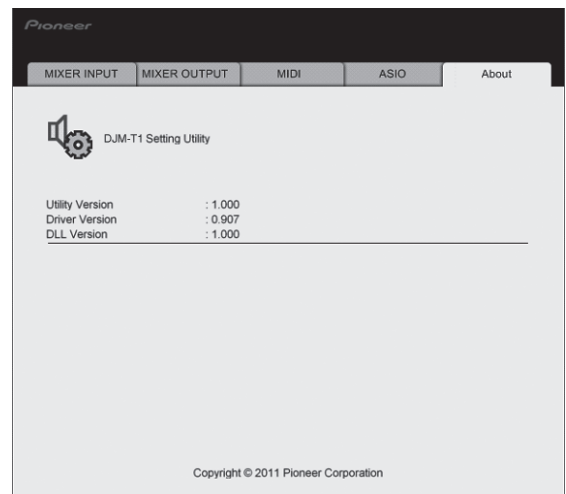 Pioneer
MIXER INPUT MIXER OUTPUT MIDI ASIO About
DJM-T1 Setting Utility
Utility Version : 1.000
Driver Version : 0.907
DLL Version : 1.000
Copyright © 2011 Pioneer Corporation